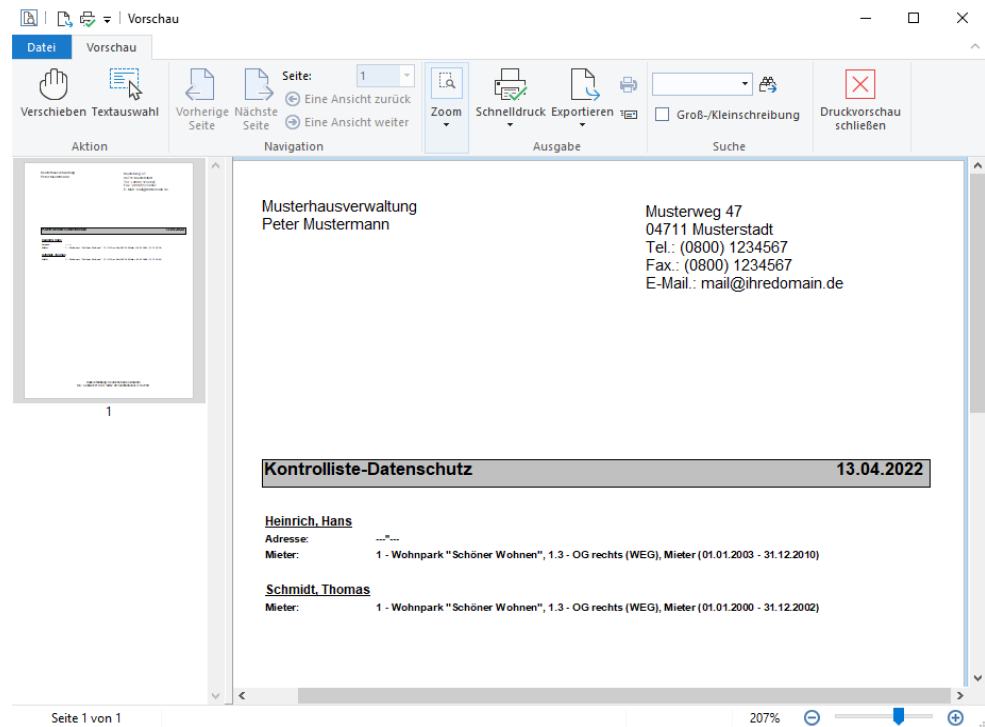 Vorschau
Datei Vorschau
Verschieben Textauswahl
Aktion
Vorherige Seite
Nächste Seite
Seite: 1
Eine Ansicht zurück
Eine Ansicht weiter
Navigation
Zoom
Schnelldruck Exportieren
Ausgabe
Groß-/Kleinschreibung
Suche
Druckvorschau
schließen
1
Musterhausverwaltung
Peter Mustermann
Musterweg 47
04711 Musterstadt
Tel.: (0800) 1234567
Fax.: (0800) 1234567
E-Mail.: mail@ihredomain.de
Kontrolliste-Datenschutz 13.04.2022
Heinrich, Hans
Adresse: ---"---
Mieter: 1 - Wohnpark "Schöner Wohnen", 1.3 - OG rechts (WEG), Mieter (01.01.2003 - 31.12.2010)
Schmidt, Thomas
Mieter: 1 - Wohnpark "Schöner Wohnen", 1.3 - OG rechts (WEG), Mieter (01.01.2000 - 31.12.2002)
Seite 1 von 1 207%